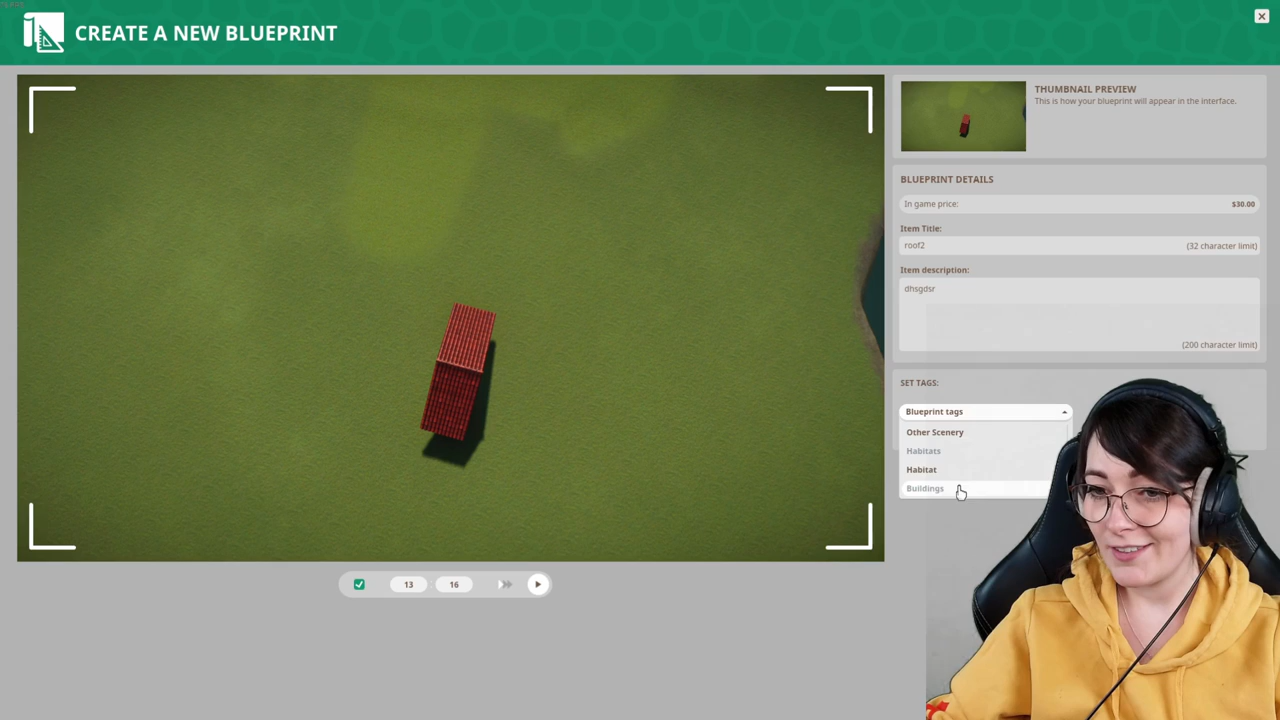 CREATE A NEW BLUEPRINT
THUMBNAIL PREVIEW
This is how your blueprint will appear in the interface.
BLUEPRINT DETAILS
In game price: $30.00
Item Title:
roof2 (32 character limit)
Item description:
dhsgdsr
(200 character limit)
SET TAGS:
Blueprint tags
Other Scenery
Habitats
Habitat
Buildings
13 16